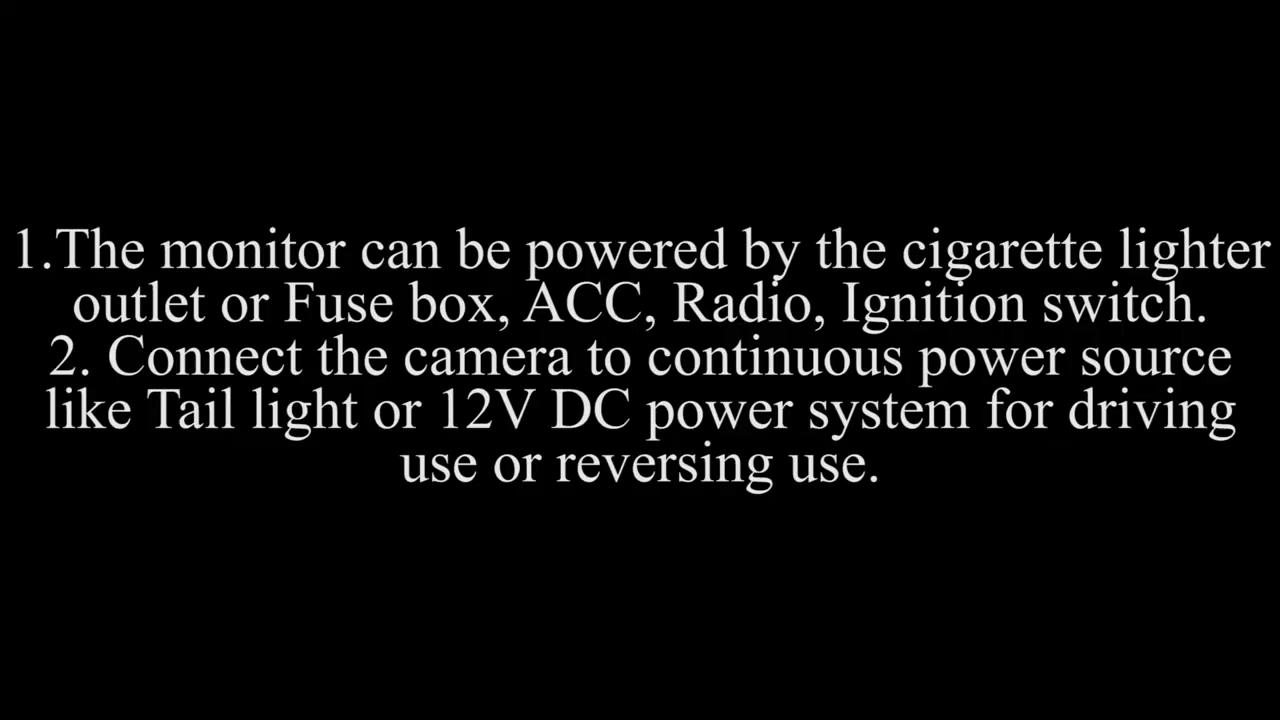 1.The monitor can be powered by the cigarette lighter
outlet or Fuse box, ACC, Radio, Ignition switch.
2. Connect the camera to continuous power source
like Tail light or 12V DC power system for driving
use or reversing use.